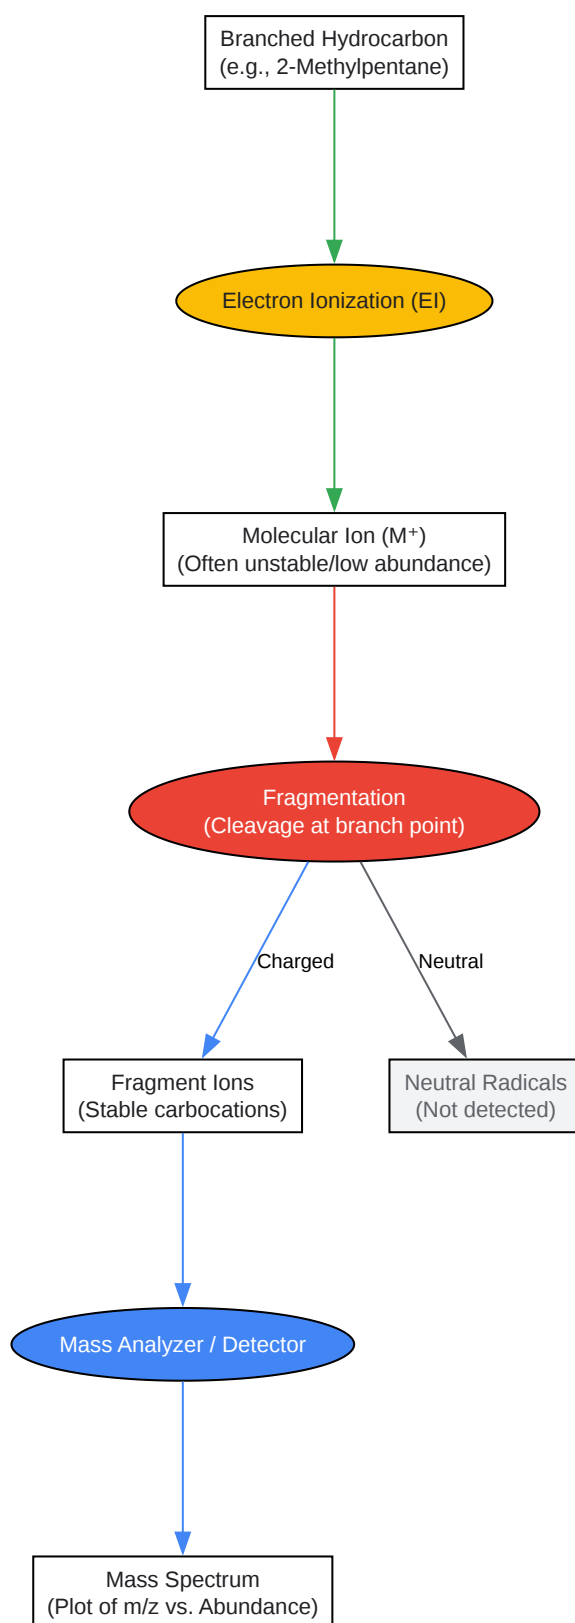 Branched Hydrocarbon
(e.g., 2-Methylpentane)
Electron Ionization (EI)
Molecular Ion (M⁺)
(Often unstable/low abundance)
Fragmentation
(Cleavage at branch point)
Charged
Neutral
Fragment Ions
(Stable carbocations)
Neutral Radicals
(Not detected)
Mass Analyzer / Detector
Mass Spectrum
(Plot of m/z vs. Abundance)